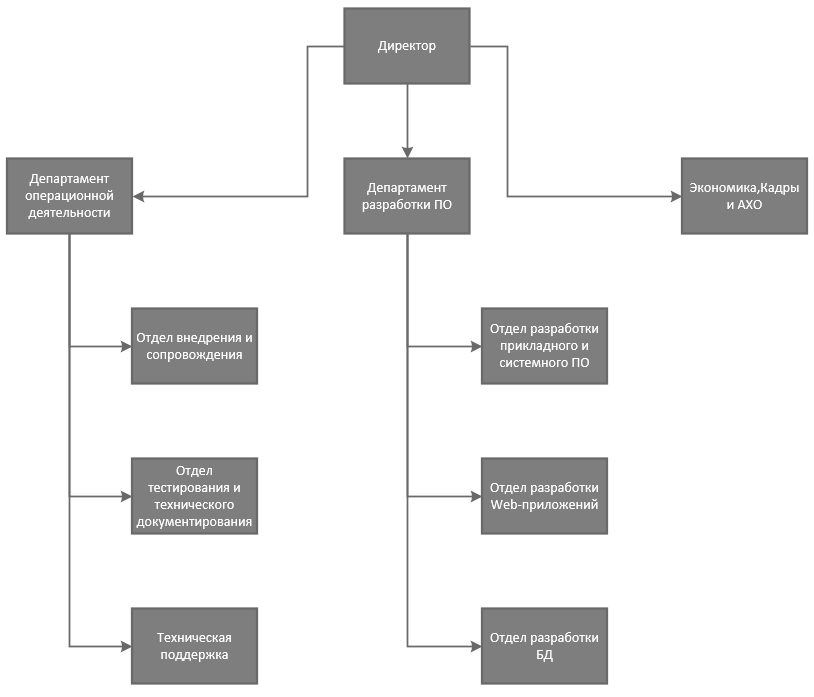 Директор
Департамент
операционной
деятельности
Департамент
разработки ПО
Экономика,Кадры
и АХО
Отдел внедрения и
сопровождения
Отдел разработки
прикладного и
системного ПО
Отдел
тестирования и
технического
документирования
Отдел разработки
Web-приложений
Техническая
поддержка
Отдел разработки
БД